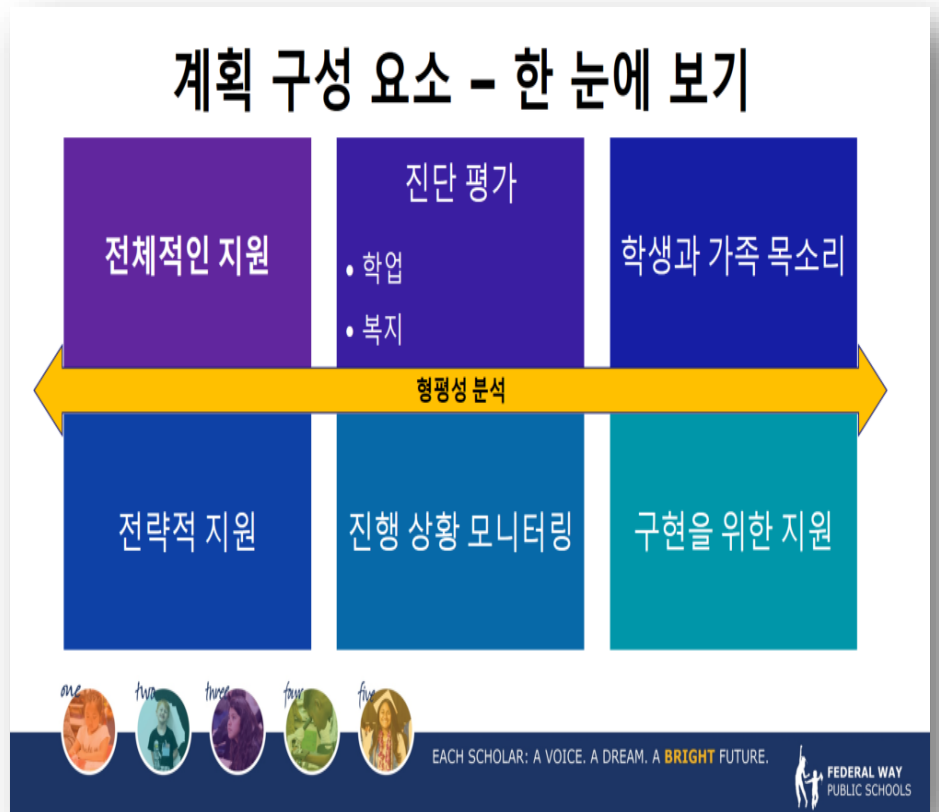 계획 구성 요소 – 한 눈에 보기
전체적인 지원
진단 평가
• 학업
• 복지
학생과 가족 목소리
형평성 분석
전략적 지원
진행 상황 모니터링
구현을 위한 지원
one
two
three
four
five
EACH SCHOLAR: A VOICE. A DREAM. A BRIGHT FUTURE.
FEDERAL WAY
PUBLIC SCHOOLS